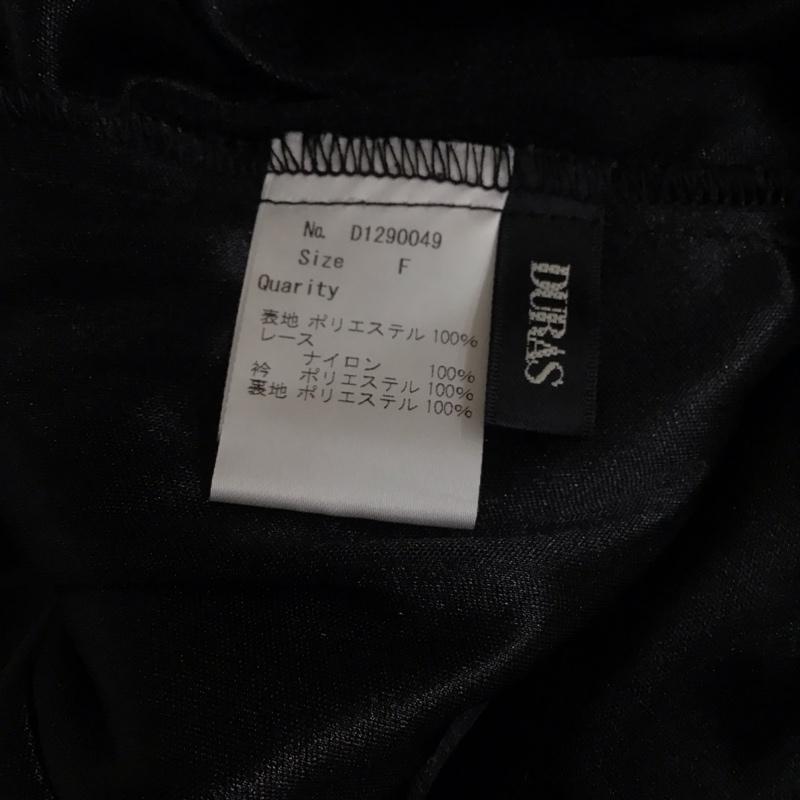 No. D1290049
Size F
Quarity
表地 ポリエステル 100%
レース
ナイロン 100%
衿 ポリエステル 100%
裏地 ポリエステル 100%
DURAS